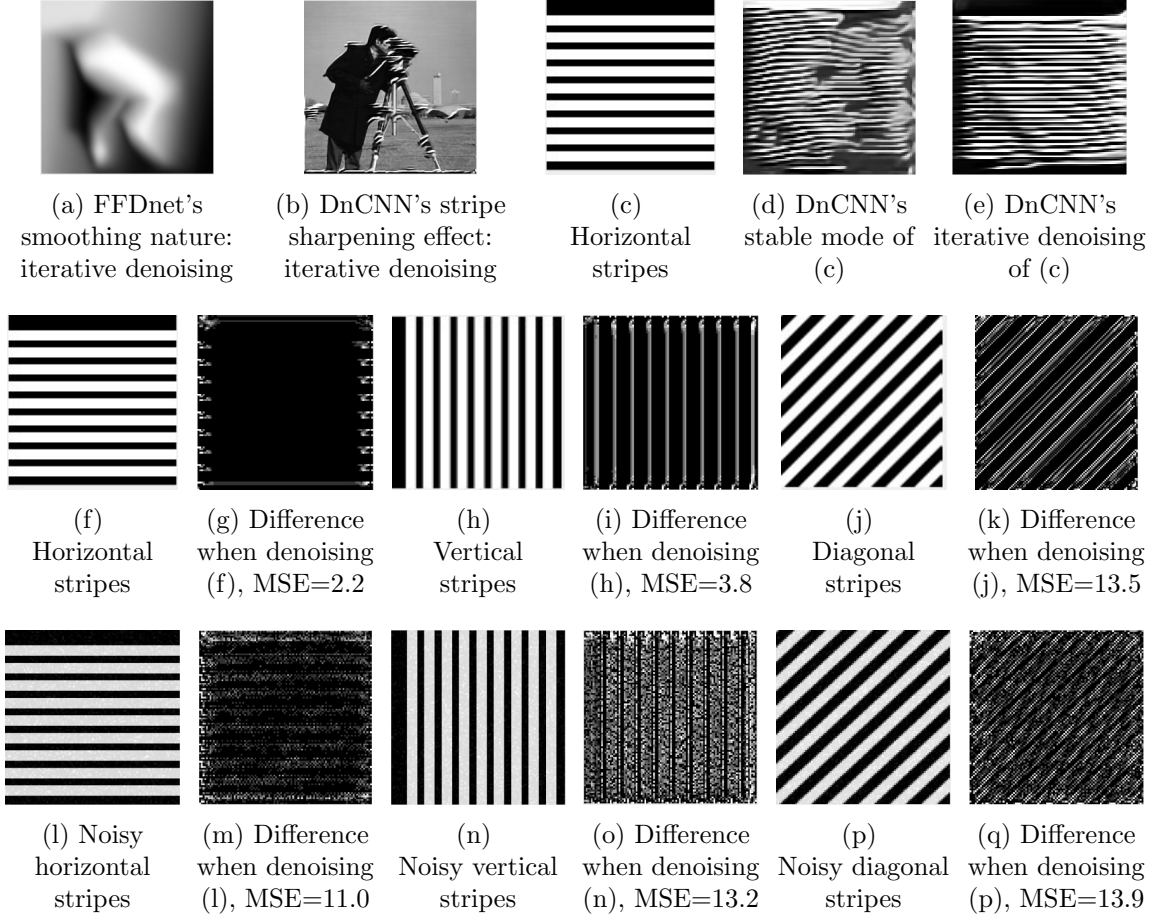 (a) FFDnet's
smoothing nature:
iterative denoising
(b) DnCNN's stripe
sharpening effect:
iterative denoising
(c)
Horizontal
stripes
(d) DnCNN's
stable mode of
(c)
(e) DnCNN's
iterative denoising
of (c)
(f)
Horizontal
stripes
(g) Difference
when denoising
(f), MSE=2.2
(h)
Vertical
stripes
(i) Difference
when denoising
(h), MSE=3.8
(j)
Diagonal
stripes
(k) Difference
when denoising
(j), MSE=13.5
(l) Noisy
horizontal
stripes
(m) Difference
when denoising
(l), MSE=11.0
(n)
Noisy vertical
stripes
(o) Difference
when denoising
(n), MSE=13.2
(p)
Noisy diagonal
stripes
(q) Difference
when denoising
(p), MSE=13.9